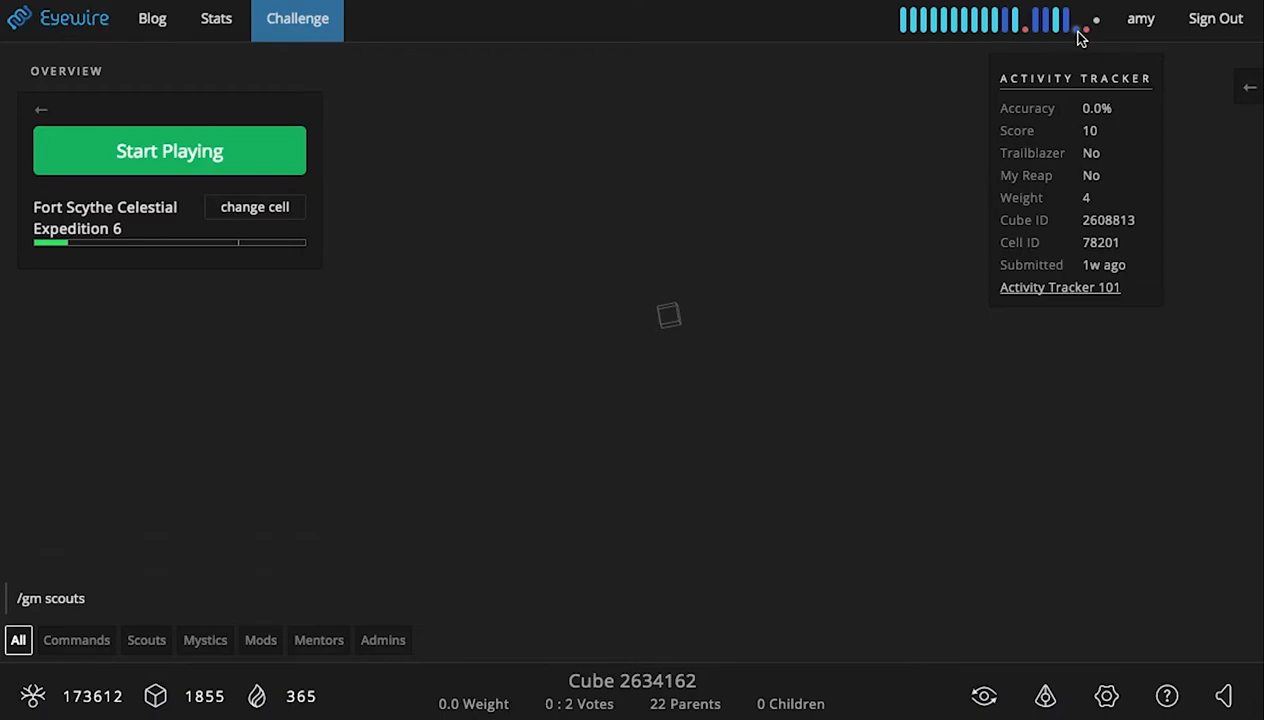 Eyewire Blog Stats Challenge amy Sign Out
OVERVIEW
←
Start Playing
Fort Scythe Celestial
Expedition 6
change cell
ACTIVITY TRACKER
Accuracy 0.0%
Score 10
Trailblazer No
My Reap No
Weight 4
Cube ID 2608813
Cell ID 78201
Submitted 1w ago
Activity Tracker 101
←
/gm scouts
All Commands Scouts Mystics Mods Mentors Admins
173612 1855 365
Cube 2634162
0.0 Weight 0 : 2 Votes 22 Parents 0 Children